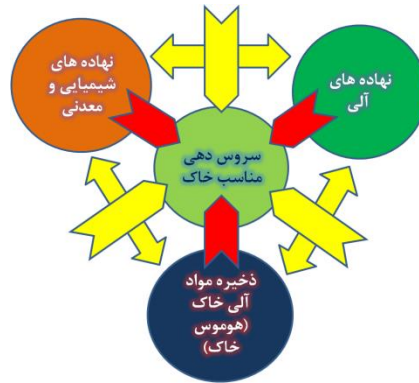 نهاده های
شیمیایی و
معدنی
نهاده های
آلی
سروس دهی
مناسب خاک
ذخیره مواد
آلی خاک
(هوموس
خاک)